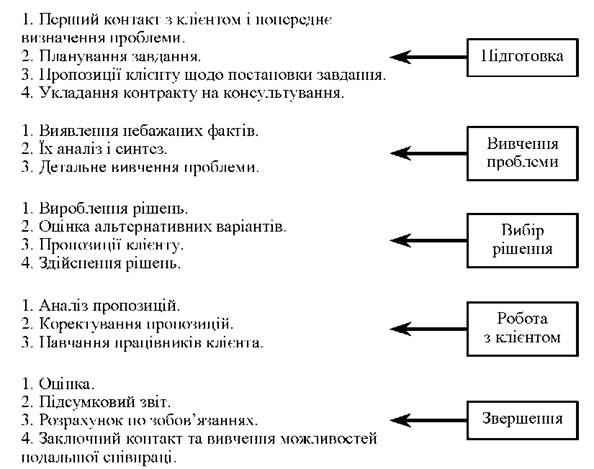 1. Перший контакт з клієнтом і попереднє
визначення проблеми.
2. Планування завдання.
3. Пропозиції клієнту щодо постановки завдання.
4. Укладання контракту на консультування.
Підготовка
1. Виявлення небажаних фактів.
2. Їх аналіз і синтез.
3. Детальне вивчення проблеми.
Вивчення
проблеми
1. Вироблення рішень.
2. Оцінка альтернативних варіантів.
3. Пропозиції клієнту.
4. Здійснення рішень.
Вибір
рішення
1. Аналіз пропозицій.
2. Коректування пропозицій.
3. Навчання працівників клієнта.
Робота
з клієнтом
1. Оцінка.
2. Підсумковий звіт.
3. Розрахунок по зобов’язаннях.
4. Заключний контакт та вивчення можливостей
подальної співпраці.
Звершення